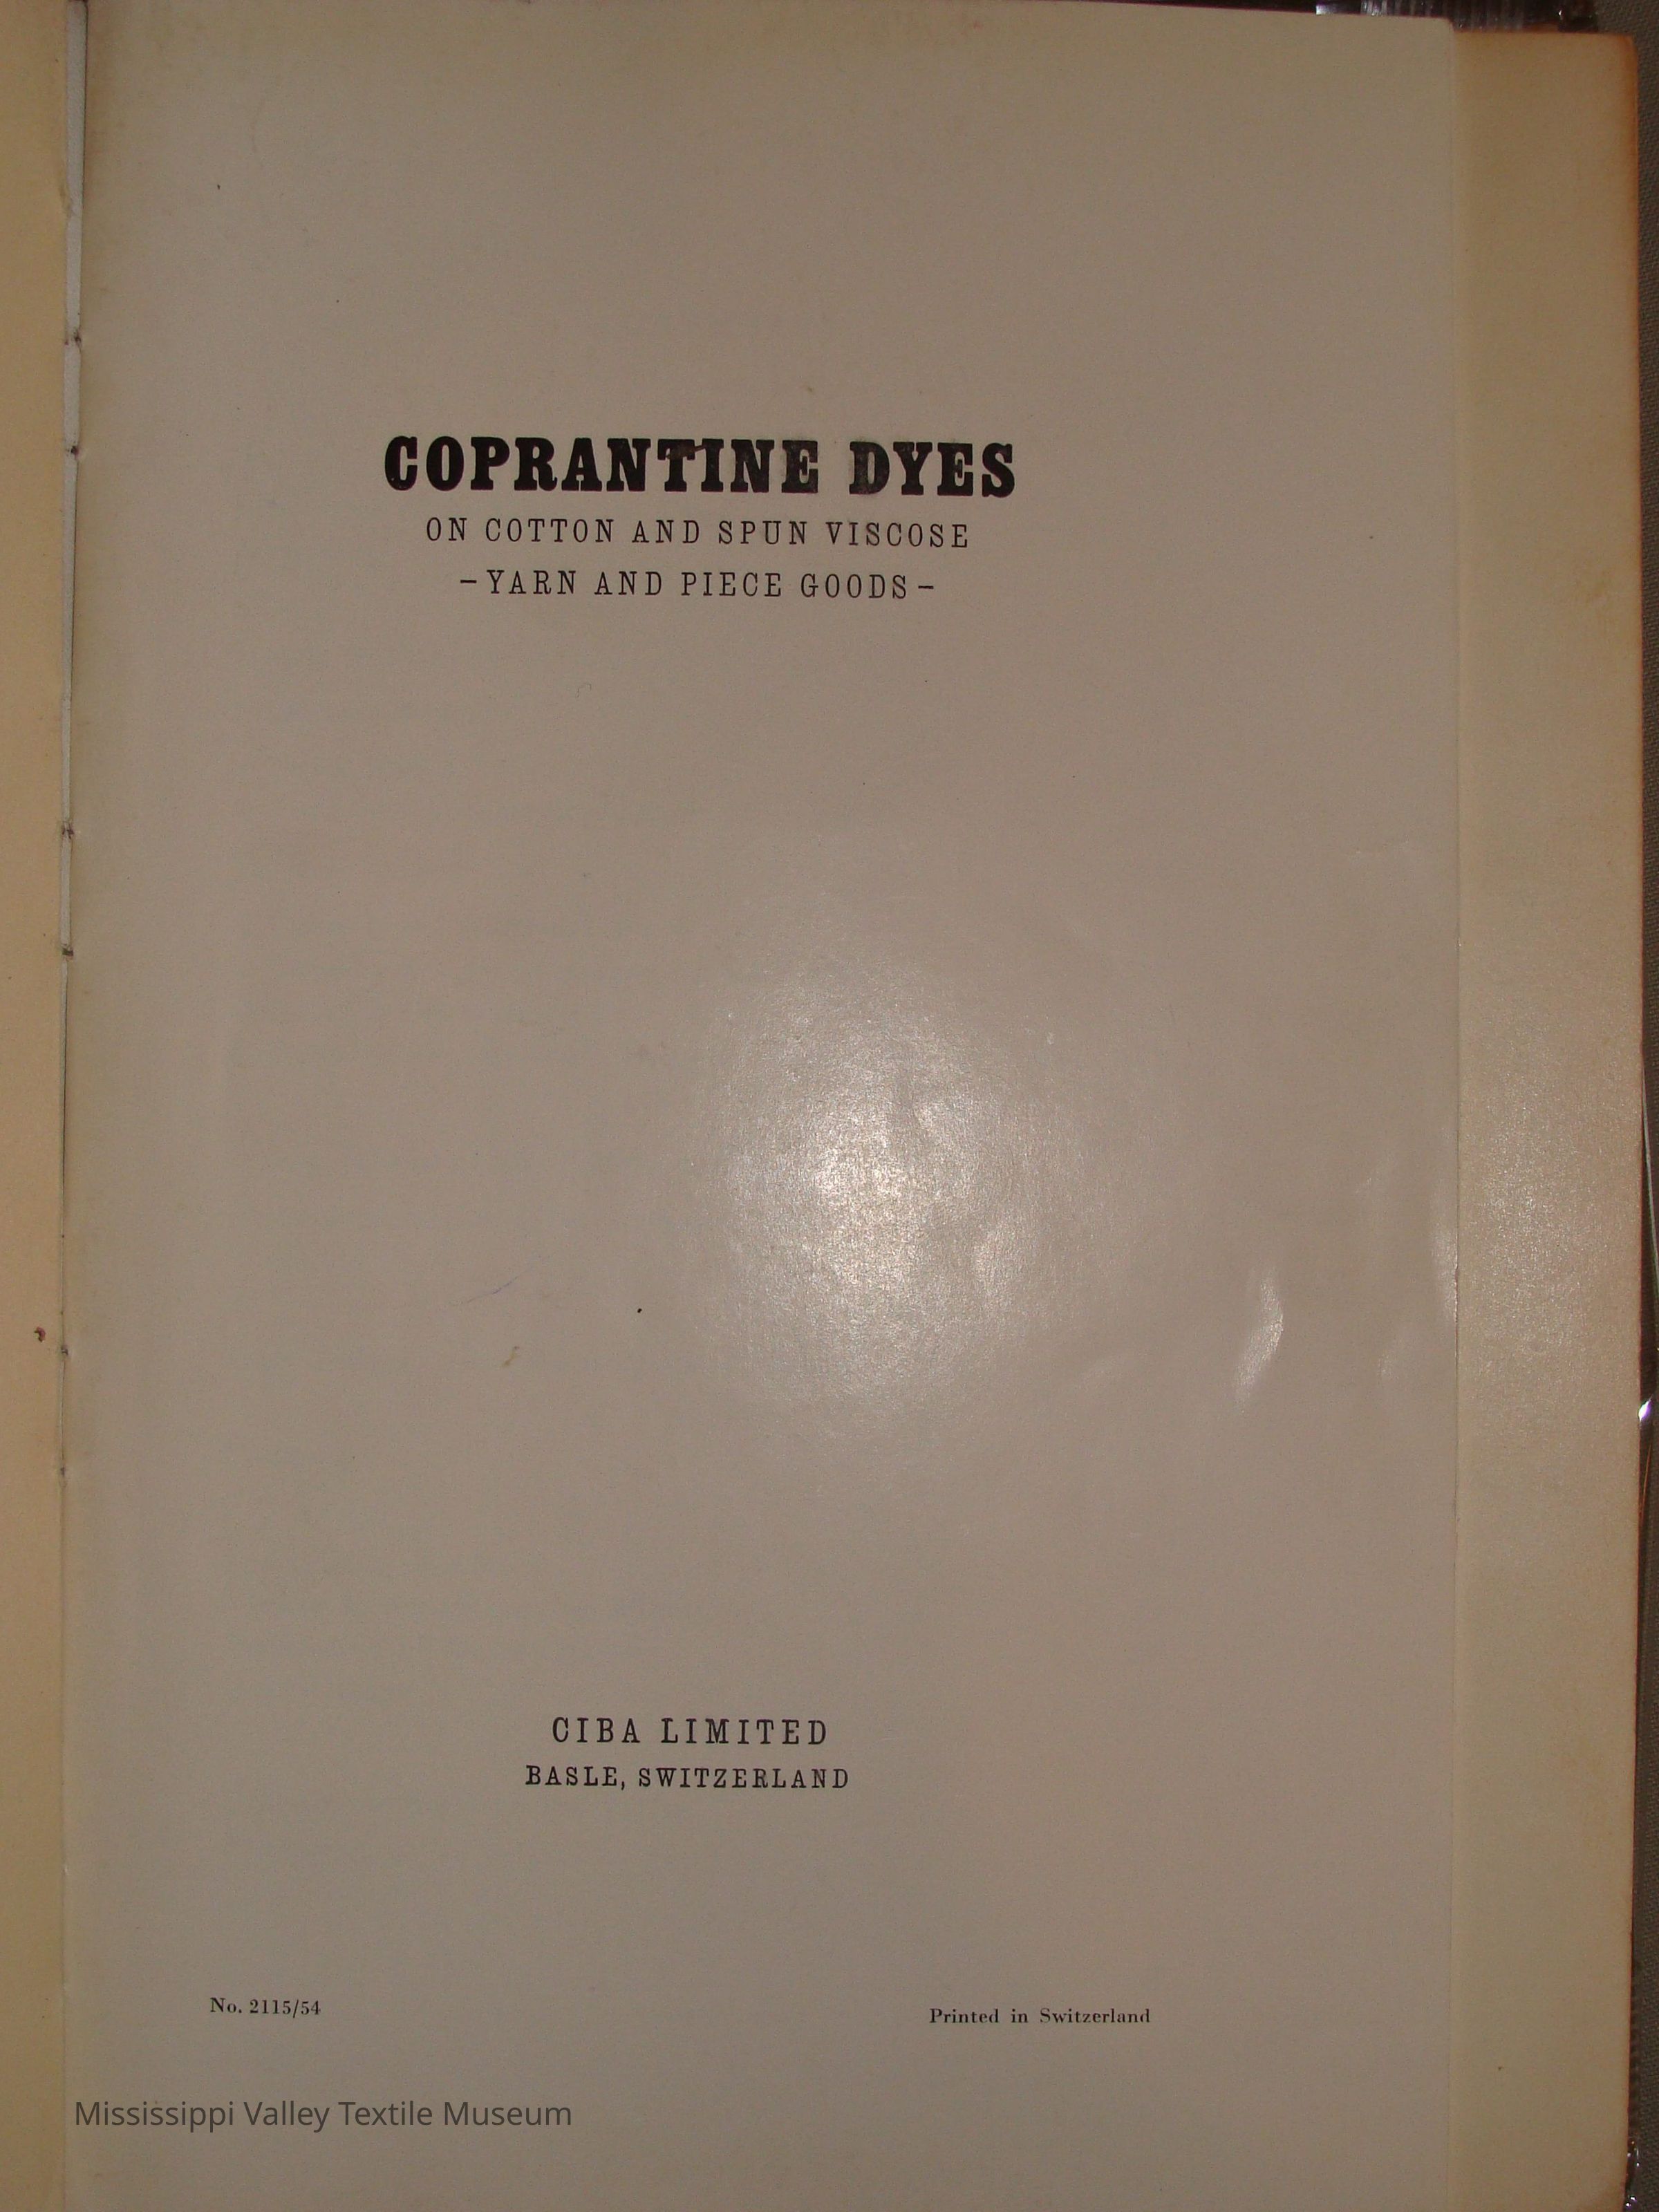 COPRANTINE DYES
ON COTTON AND SPUN VISCOSE
– YARN AND PIECE GOODS –
CIBA LIMITED
BASLE, SWITZERLAND
No. 2115/54
Printed in Switzerland
Mississippi Valley Textile Museum